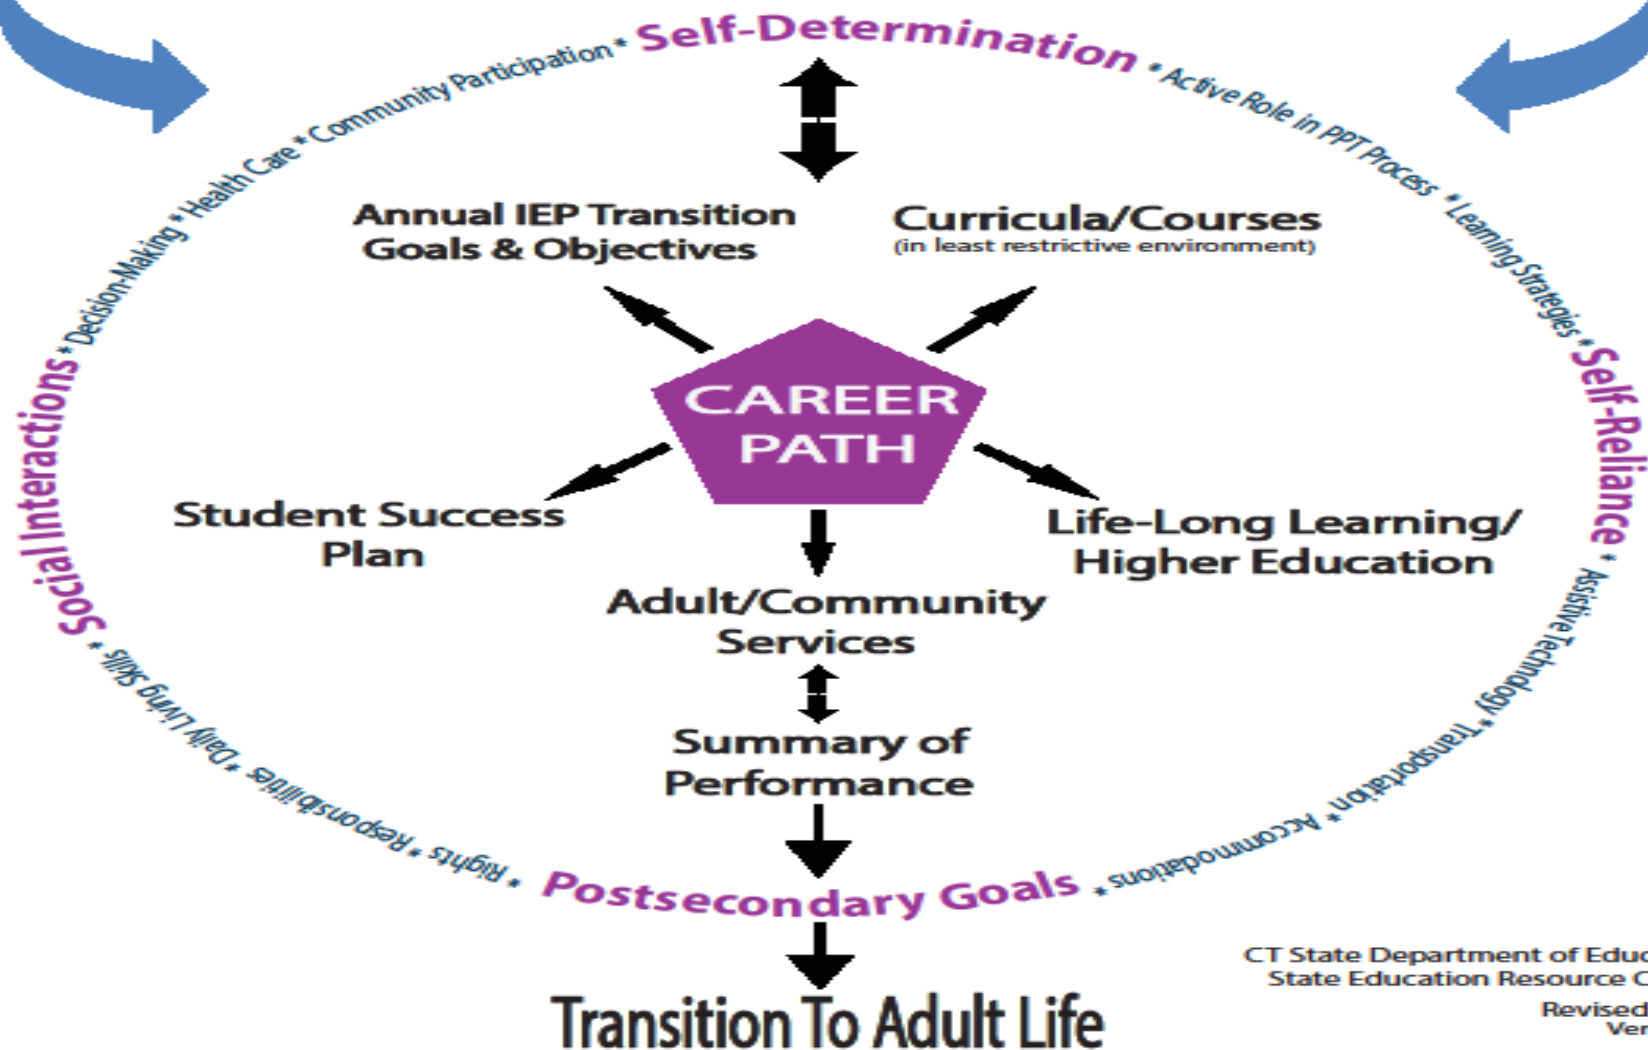 Self-Determination
* Active Role in PPT Process * Learning Strategies *
Self-Reliance
* Assistive Technology * Transportation * Accommodations *
Postsecondary Goals
* Rights * Responsibilities * Daily Living Skills *
Social Interactions
* Decision-Making * Health Care * Community Participation *
Annual IEP Transition
Goals & Objectives
Curricula/Courses
(in least restrictive environment)
CAREER
PATH
Student Success
Plan
Life-Long Learning/
Higher Education
Adult/Community
Services
Summary of
Performance
Transition To Adult Life
CT State Department of Educ
State Education Resource C
Revised
Ver